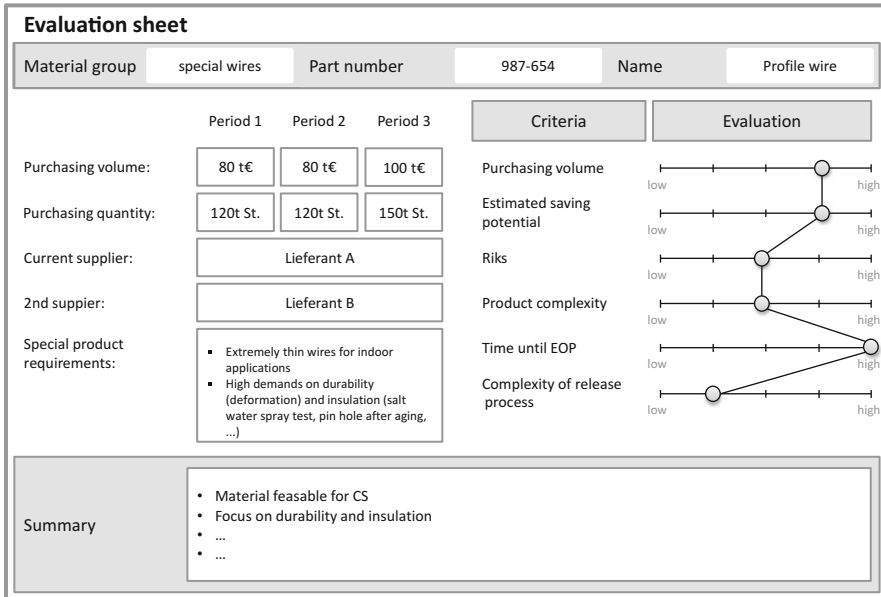 Evaluation sheet
Material group special wires Part number 987-654 Name Profile wire
Period 1 Period 2 Period 3
Purchasing volume: 80 t€ 80 t€ 100 t€
Purchasing quantity: 120t St. 120t St. 150t St.
Current supplier: Lieferant A
2nd suppier: Lieferant B
Special product
requirements:
▪ Extremely thin wires for indoor
applications
▪ High demands on durability
(deformation) and insulation (salt
water spray test, pin hole after aging,
...)
Criteria Evaluation
Purchasing volume
low high
Estimated saving
potential
low high
Riks
low high
Product complexity
low high
Time until EOP
low high
Complexity of release
process
low high
Summary
• Material feasable for CS
• Focus on durability and insulation
• ...
• ...